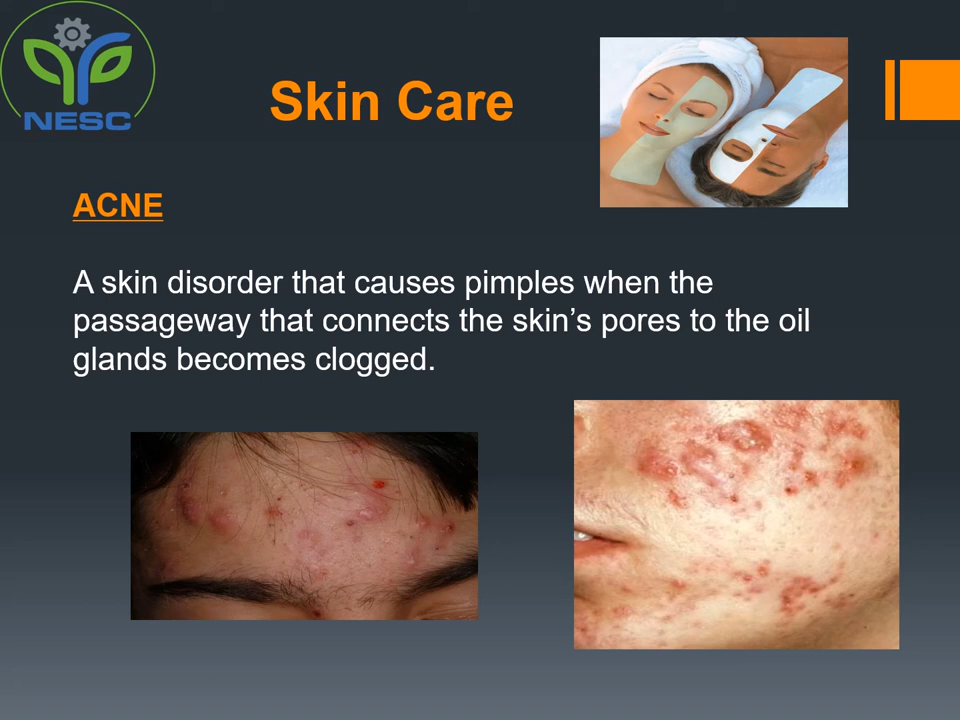 NESC
Skin Care
ACNE
A skin disorder that causes pimples when the
passageway that connects the skin’s pores to the oil
glands becomes clogged.